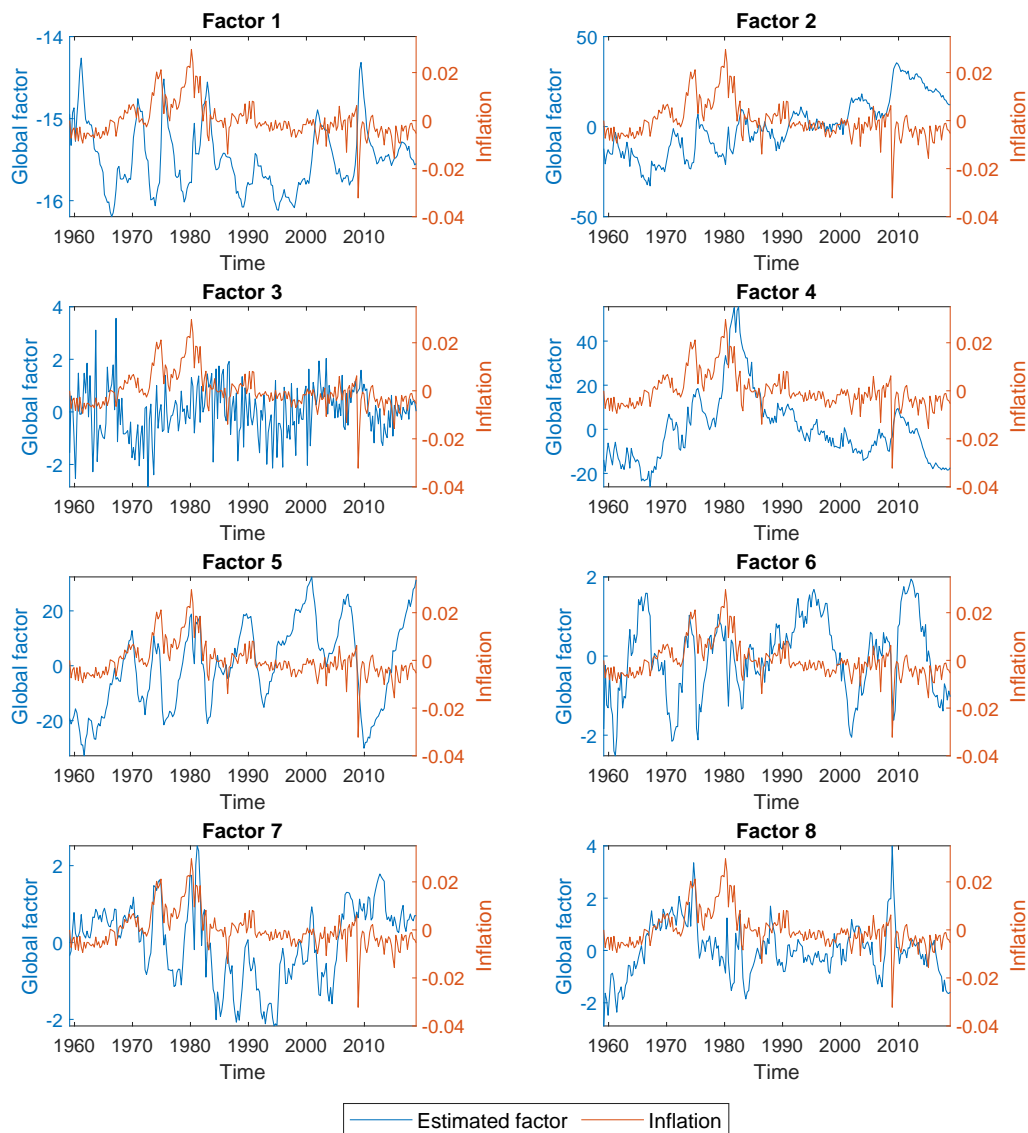 Factor 1
Factor 2
-14
-15
-16
Global factor
0.02
0
-0.02
-0.04
Inflation
50
0
-50
Global factor
0.02
0
-0.02
-0.04
Inflation
1960 1970 1980 1990 2000 2010
1960 1970 1980 1990 2000 2010
Time
Time
Factor 3
Factor 4
4
2
0
-2
Global factor
0.02
0
-0.02
-0.04
Inflation
40
20
0
-20
Global factor
0.02
0
-0.02
-0.04
Inflation
1960 1970 1980 1990 2000 2010
1960 1970 1980 1990 2000 2010
Time
Time
Factor 5
Factor 6
20
0
-20
Global factor
0.02
0
-0.02
-0.04
Inflation
2
0
-2
Global factor
0.02
0
-0.02
-0.04
Inflation
1960 1970 1980 1990 2000 2010
1960 1970 1980 1990 2000 2010
Time
Time
Factor 7
Factor 8
2
0
-2
Global factor
0.02
0
-0.02
-0.04
Inflation
4
2
0
-2
Global factor
0.02
0
-0.02
-0.04
Inflation
1960 1970 1980 1990 2000 2010
1960 1970 1980 1990 2000 2010
Time
Time
Estimated factor Inflation